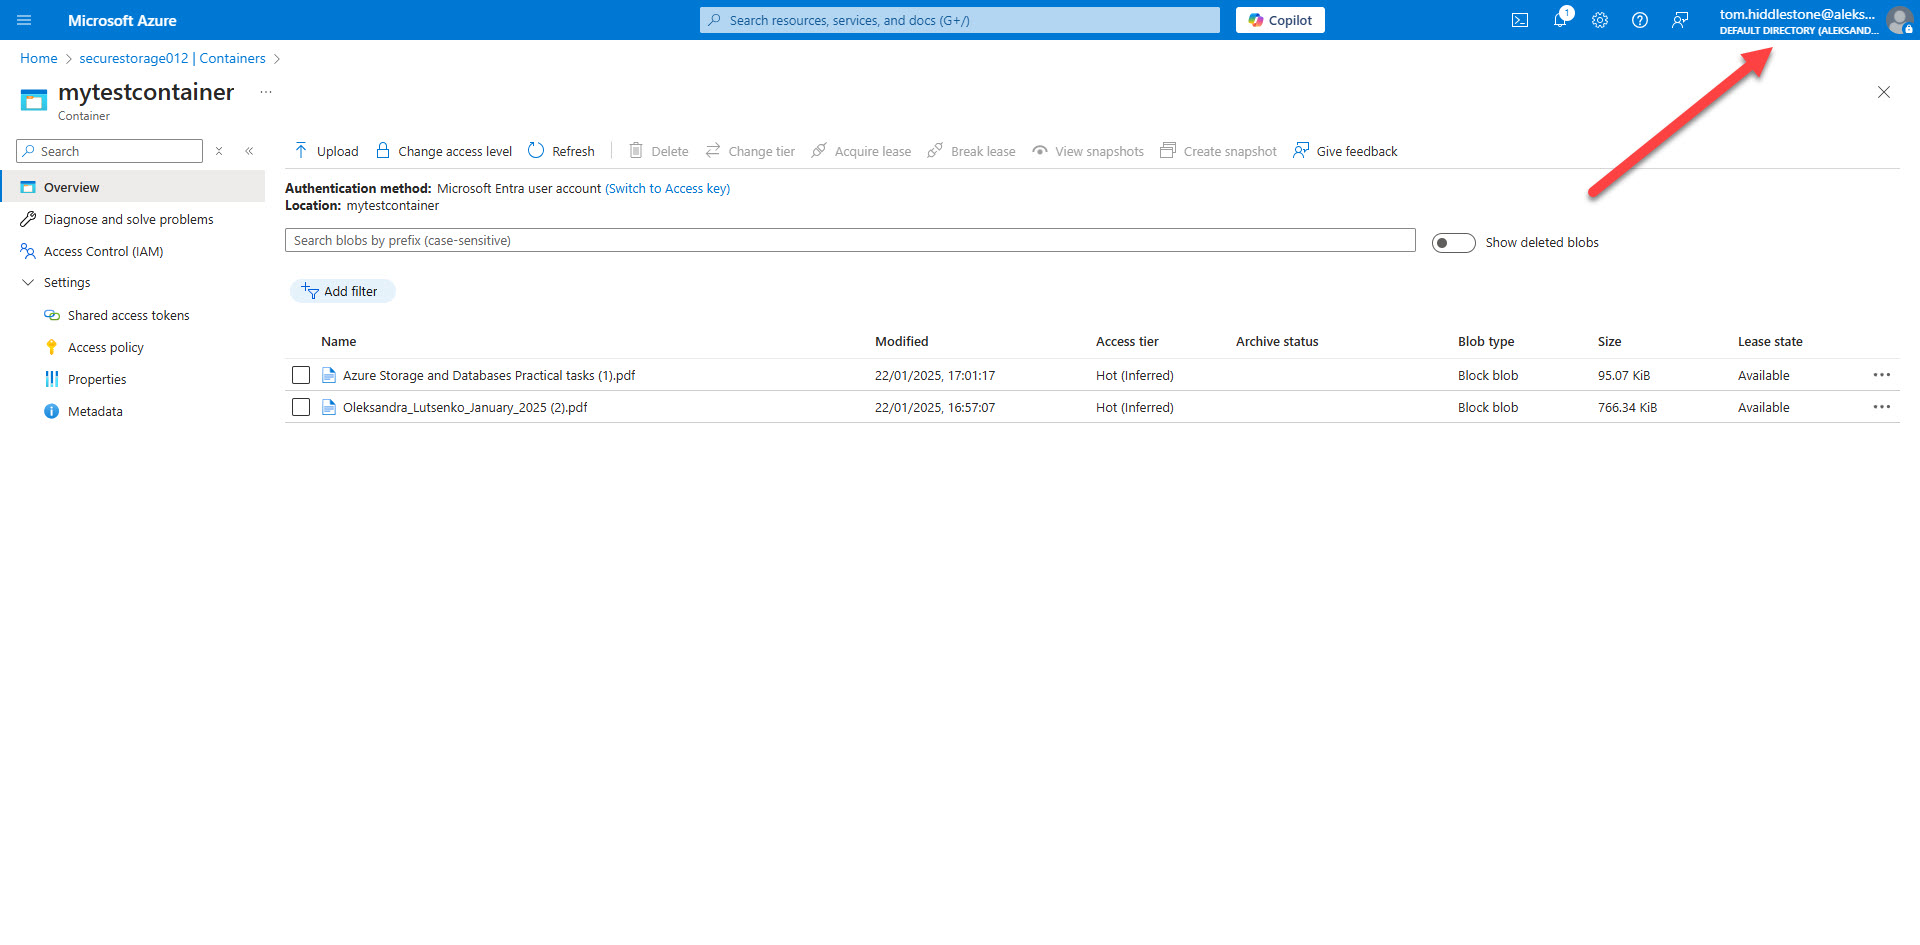 Microsoft Azure
Search resources, services, and docs (G+/)
Copilot
1
tom.hiddlestone@aleks...
DEFAULT DIRECTORY (ALEKSAND...
Home > securestorage012 | Containers >
mytestcontainer ...
Container
Search
Upload Change access level Refresh Delete Change tier Acquire lease Break lease View snapshots Create snapshot Give feedback
Overview
Diagnose and solve problems
Access Control (IAM)
Settings
Shared access tokens
Access policy
Properties
Metadata
Authentication method: Microsoft Entra user account (Switch to Access key)
Location: mytestcontainer
Search blobs by prefix (case-sensitive)
Show deleted blobs
Add filter
Name Modified Access tier Archive status Blob type Size Lease state
Azure Storage and Databases Practical tasks (1).pdf 22/01/2025, 17:01:17 Hot (Inferred) Block blob 95.07 KiB Available ...
Oleksandra_Lutsenko_January_2025 (2).pdf 22/01/2025, 16:57:07 Hot (Inferred) Block blob 766.34 KiB Available ...